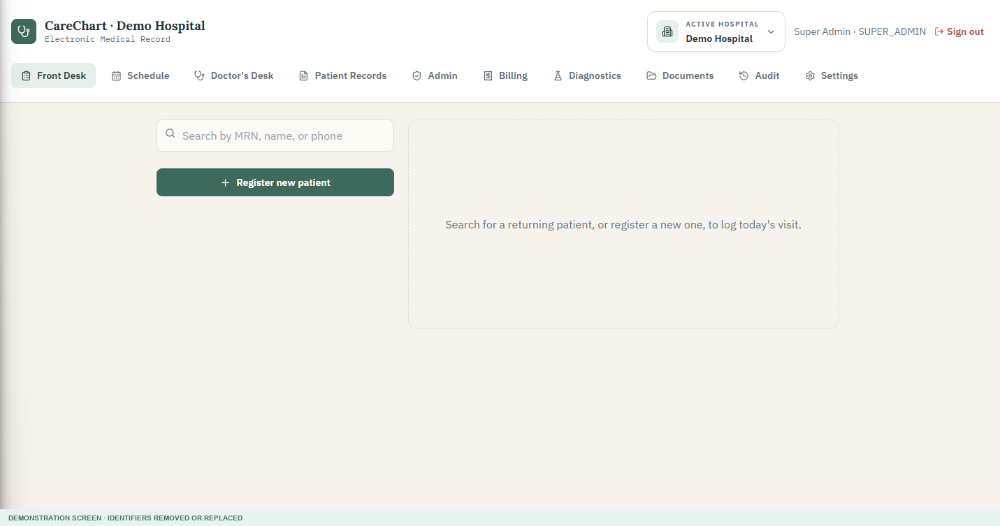 CareChart · Demo Hospital
Electronic Medical Record
ACTIVE HOSPITAL
Demo Hospital
Super Admin · SUPER_ADMIN
Sign out
Front Desk
Schedule
Doctor's Desk
Patient Records
Admin
Billing
Diagnostics
Documents
Audit
Settings
Search by MRN, name, or phone
Register new patient
Search for a returning patient, or register a new one, to log today's visit.
DEMONSTRATION SCREEN · IDENTIFIERS REMOVED OR REPLACED